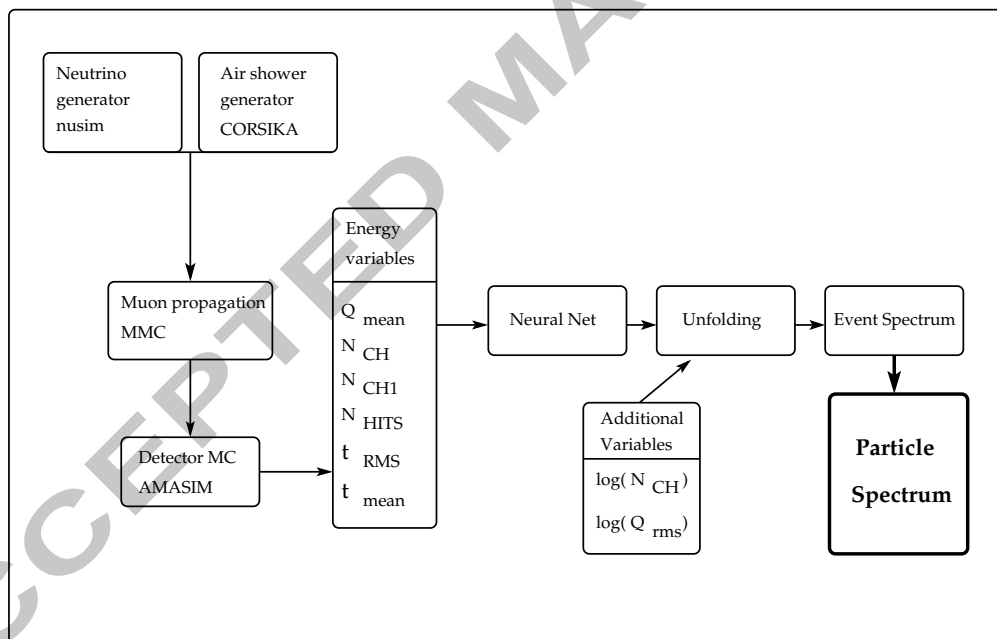 CCEPTED MA
Neutrino
generator
nusim
Air shower
generator
CORSIKA
Muon propagation
MMC
Detector MC
AMASIM
Energy
variables
Q mean
N CH
N CH1
N HITS
t RMS
t mean
Neural Net
Unfolding
Additional
Variables
log( N CH)
log( Q rms)
Event Spectrum
Particle
Spectrum